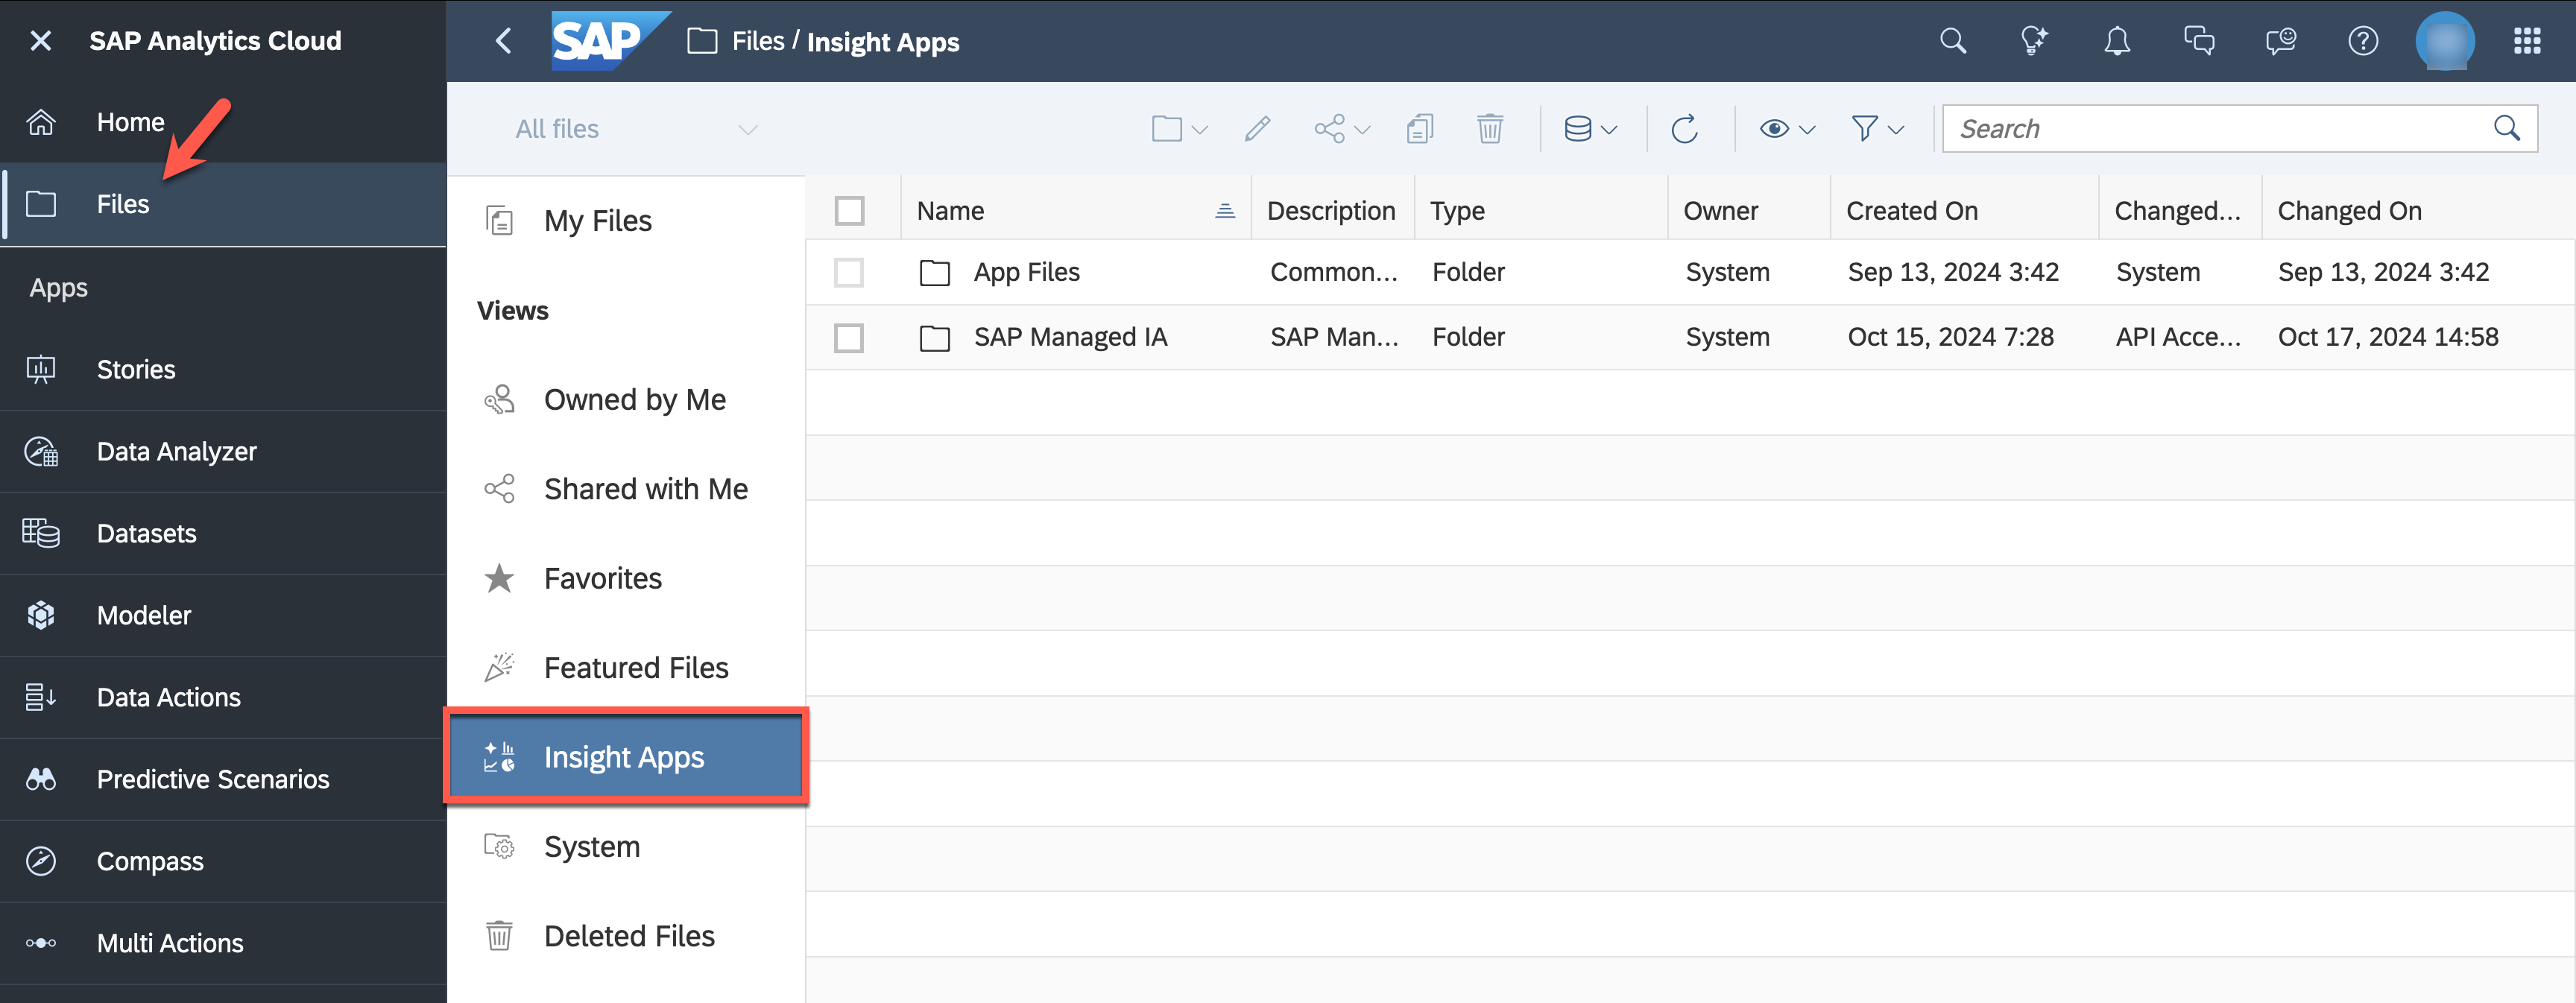 SAP Analytics Cloud
Home
Files
Apps
Stories
Data Analyzer
Datasets
Modeler
Data Actions
Predictive Scenarios
Compass
Multi Actions
SAP
Files / Insight Apps
All files
Search
My Files
Views
Owned by Me
Shared with Me
Favorites
Featured Files
Insight Apps
System
Deleted Files
Name Description Type Owner Created On Changed... Changed On
App Files Common... Folder System Sep 13, 2024 3:42 System Sep 13, 2024 3:42
SAP Managed IA SAP Man... Folder System Oct 15, 2024 7:28 API Acce... Oct 17, 2024 14:58